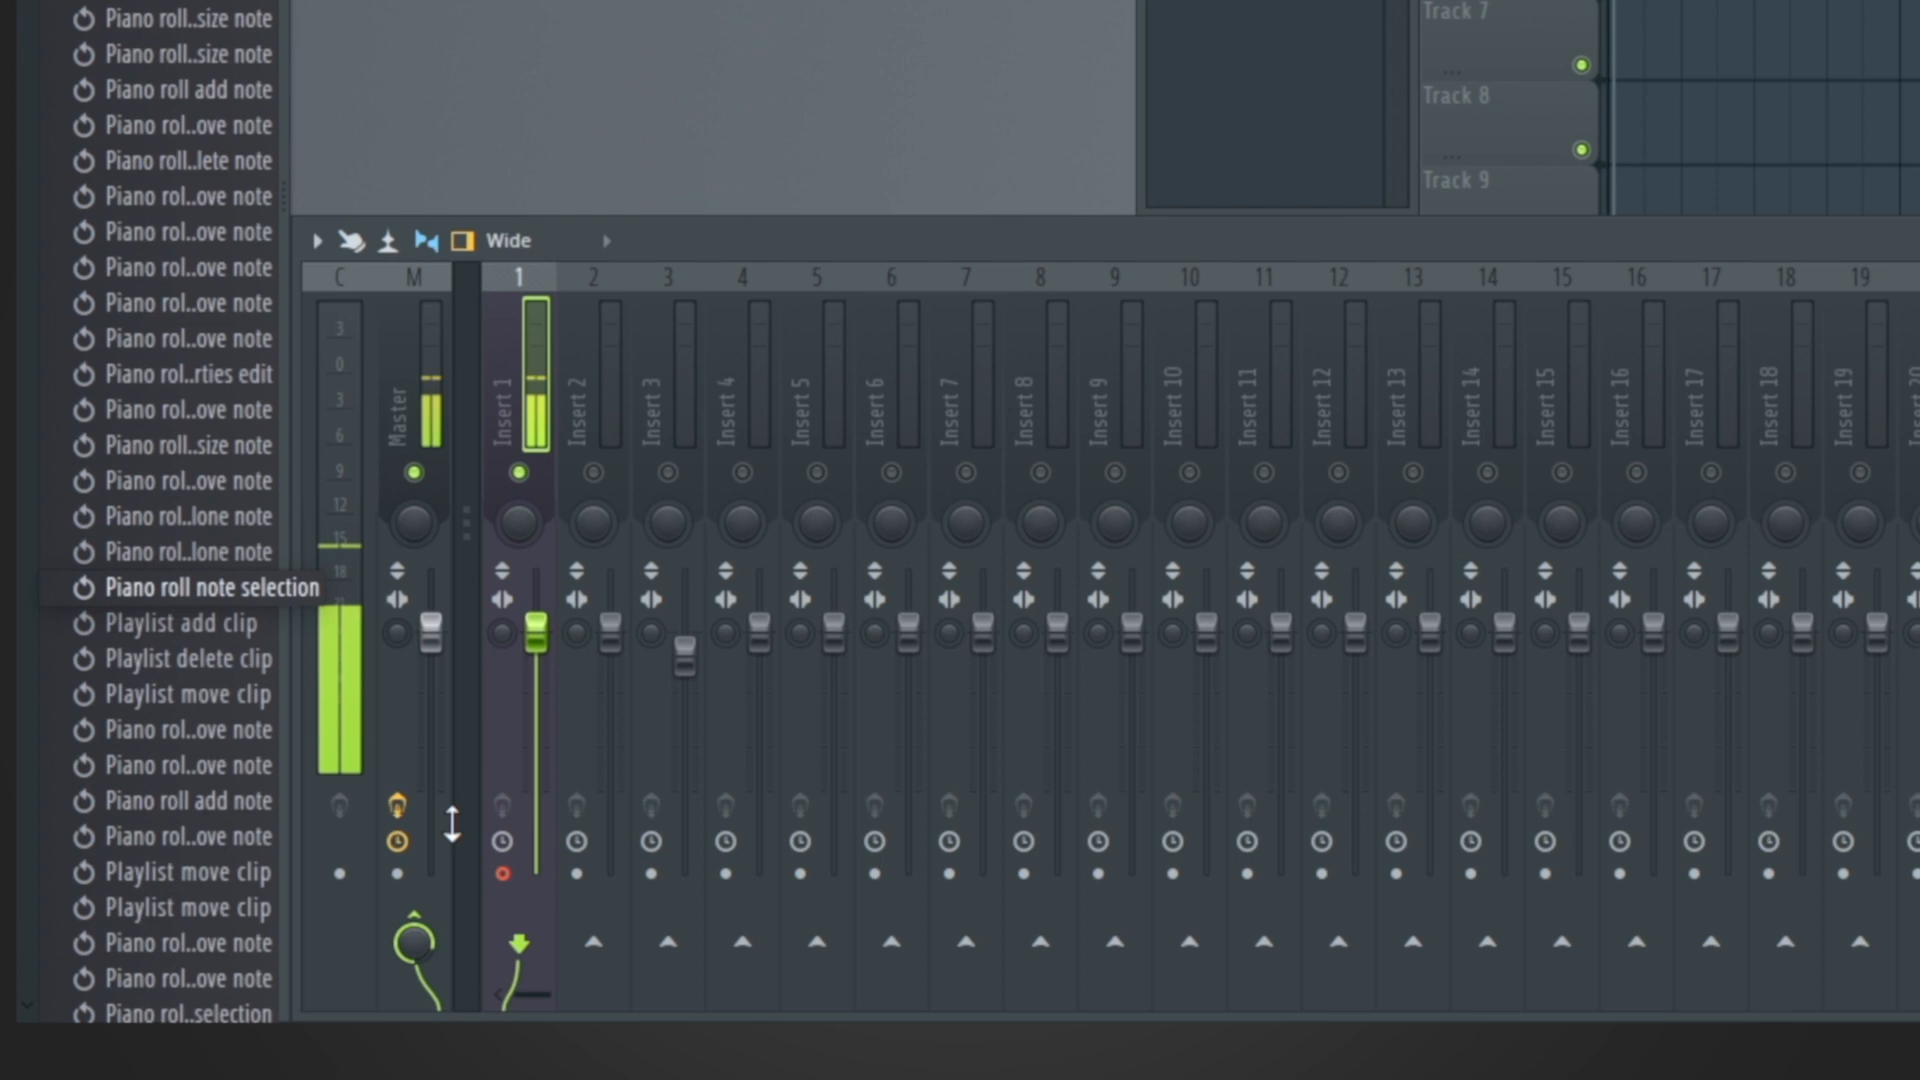 Piano roll..size note
Piano roll..size note
Piano roll add note
Piano rol..ove note
Piano roll..lete note
Piano rol..ove note
Piano rol..ove note
Piano rol..ove note
Piano rol..ove note
Piano rol..ove note
Piano rol..rties edit
Piano rol..ove note
Piano roll..size note
Piano rol..ove note
Piano rol..lone note
Piano rol..lone note
Piano roll note selection
Playlist add clip
Playlist delete clip
Playlist move clip
Piano rol..ove note
Piano rol..ove note
Piano roll add note
Piano rol..ove note
Playlist move clip
Playlist move clip
Piano rol..ove note
Piano rol..ove note
Piano rol..selection
Track 7
...
Track 8
...
Track 9
Wide
C M 1 2 3 4 5 6 7 8 9 10 11 12 13 14 15 16 17 18 19
3
0
3
6
9
12
15
18
Master
Insert 1
Insert 2
Insert 3
Insert 4
Insert 5
Insert 6
Insert 7
Insert 8
Insert 9
Insert 10
Insert 11
Insert 12
Insert 13
Insert 14
Insert 15
Insert 16
Insert 17
Insert 18
Insert 19